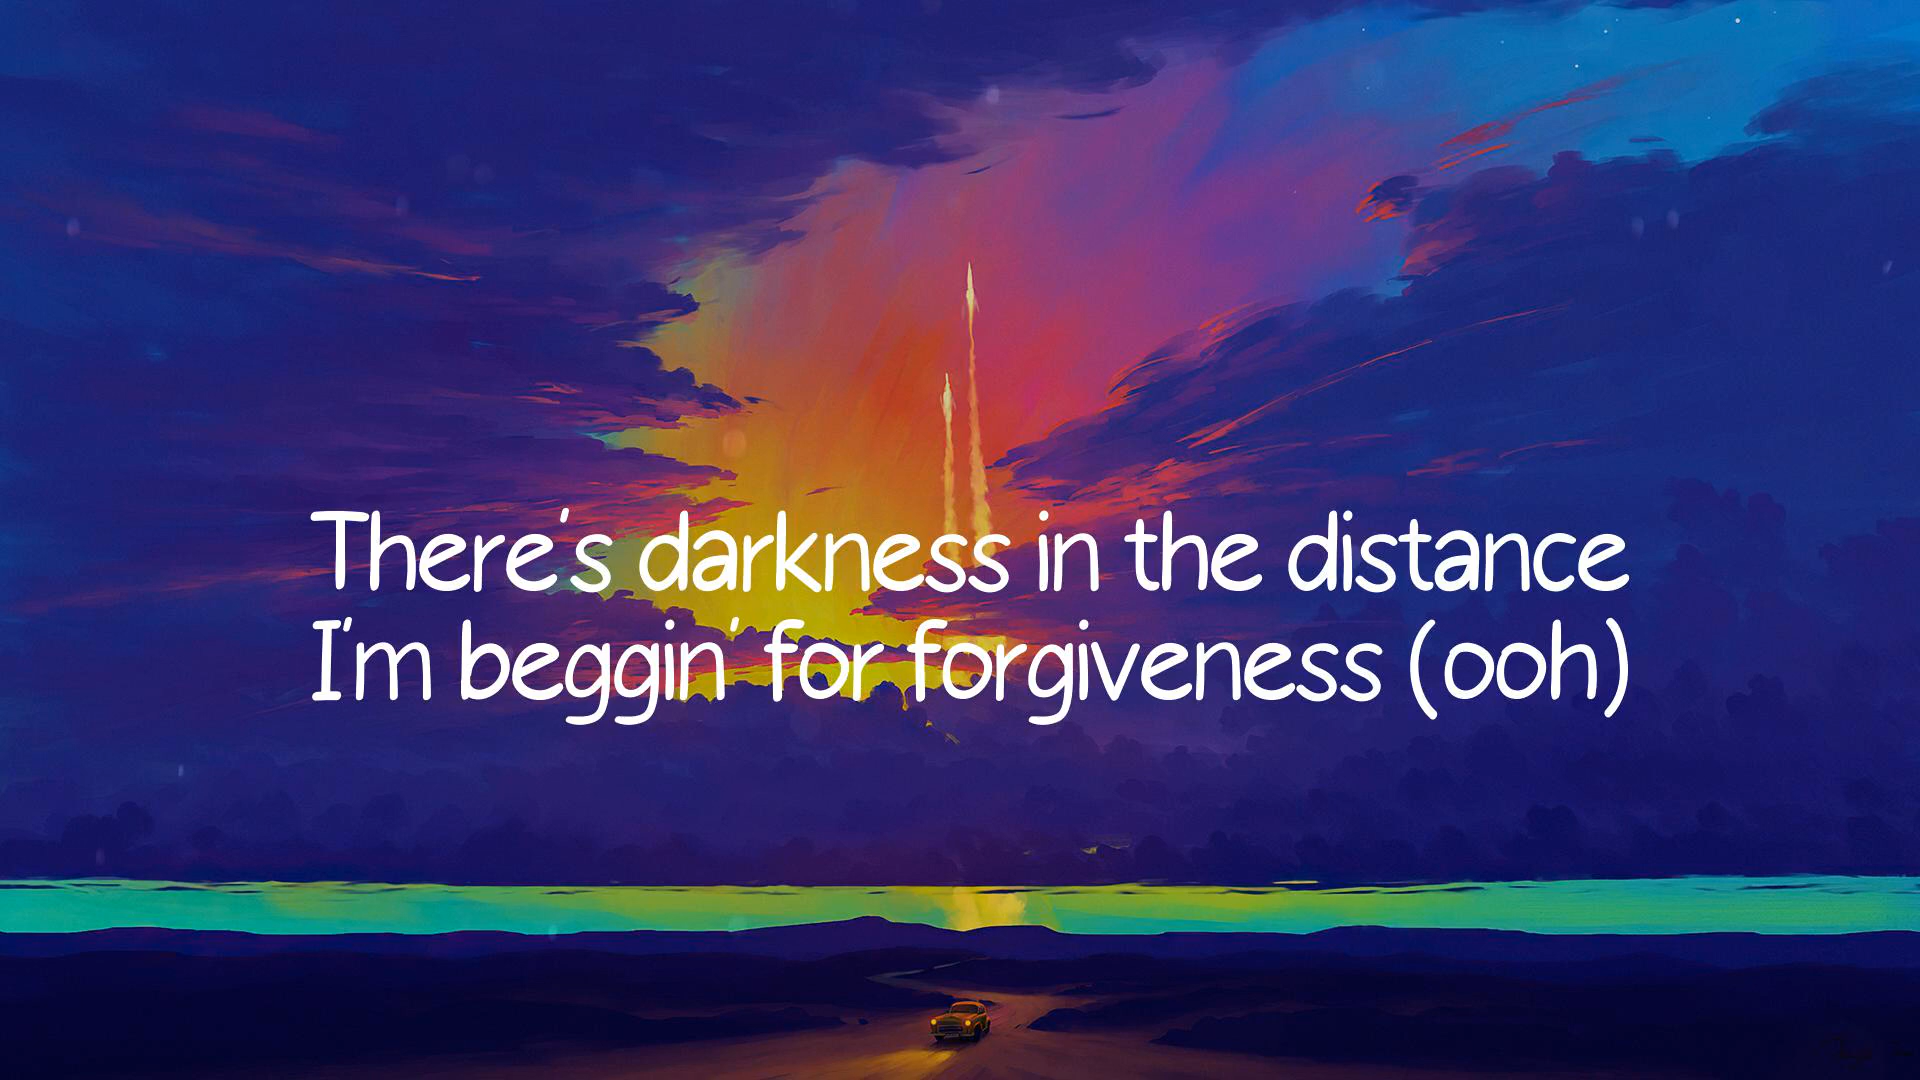 There's darkness in the distance
I'm beggin' for forgiveness (ooh)